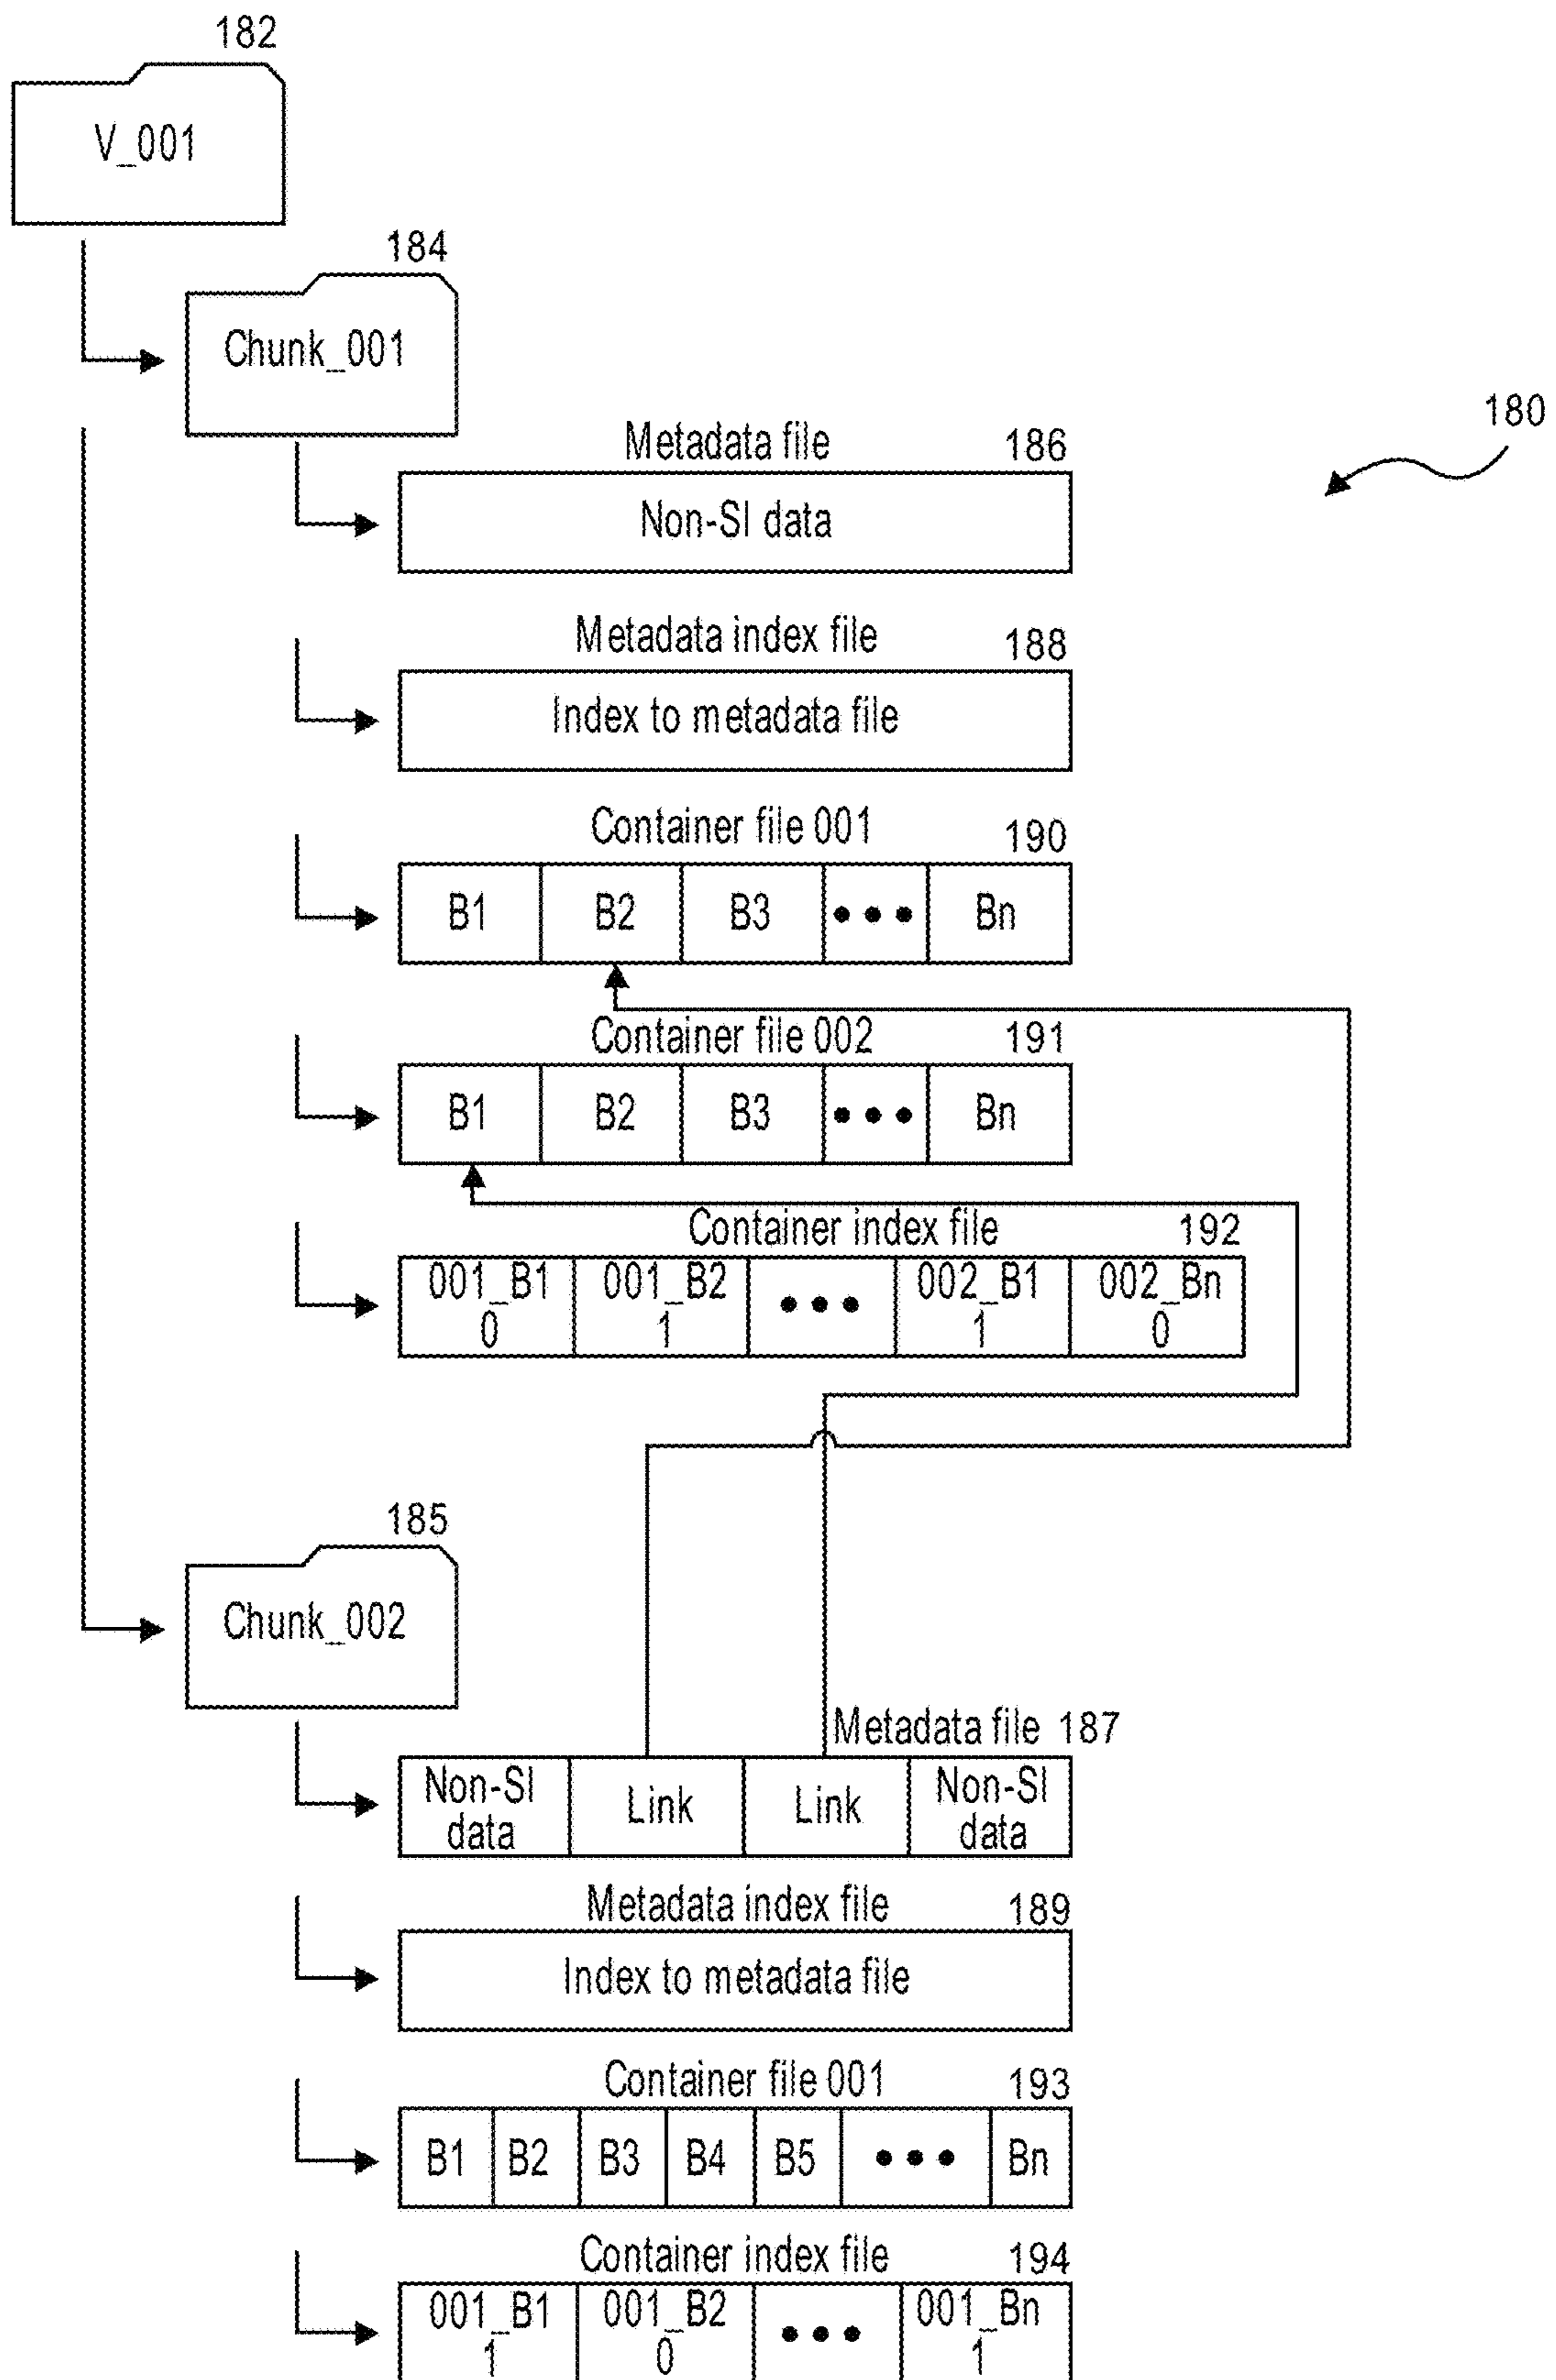 182
V_001
184
Chunk_001
180
Metadata file 186
Non-SI data
Metadata index file 188
Index to metadata file
Container file 001 190
B1 B2 B3 ••• Bn
Container file 002 191
B1 B2 B3 ••• Bn
Container index file 192
001_B1 001_B2 ••• 002_B1 002_Bn
0 1 1 0
185
Chunk_002
Metadata file 187
Non-SI Link Link Non-SI
data data
Metadata index file 189
Index to metadata file
Container file 001 193
B1 B2 B3 B4 B5 ••• Bn
Container index file 194
001_B1 001_B2 ••• 001_Bn
1 0 1